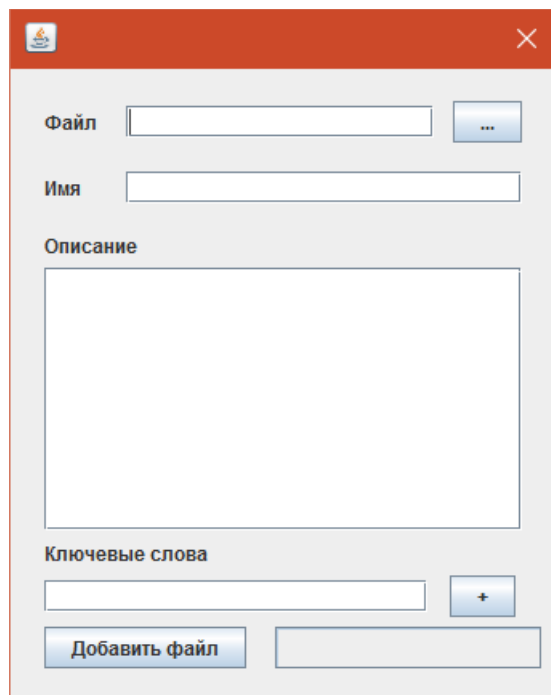 Файл ...
Имя
Описание
Ключевые слова
+
Добавить файл